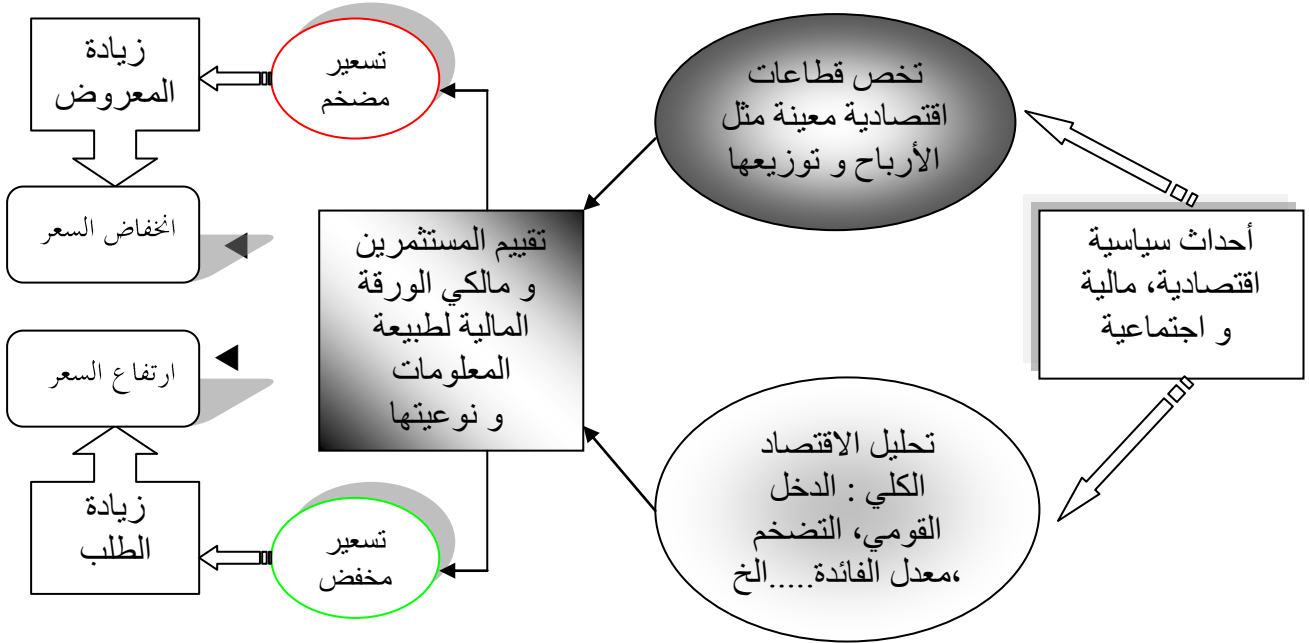 أحداث سياسية
اقتصادية، مالية
و اجتماعية
تخص قطاعات
اقتصادية معينة مثل
الأرباح و توزيعها
تحليل الاقتصاد
الكلي : الدخل
القومي، التضخم
،معدل الفائدة.....الخ
تقييم المستثمرين
و مالكي الورقة
المالية لطبيعة
المعلومات
و نوعيتها
تسعير
مضخم
زيادة
المعروض
انخفاض السعر
تسعير
مخفض
زيادة
الطلب
ارتفاع السعر